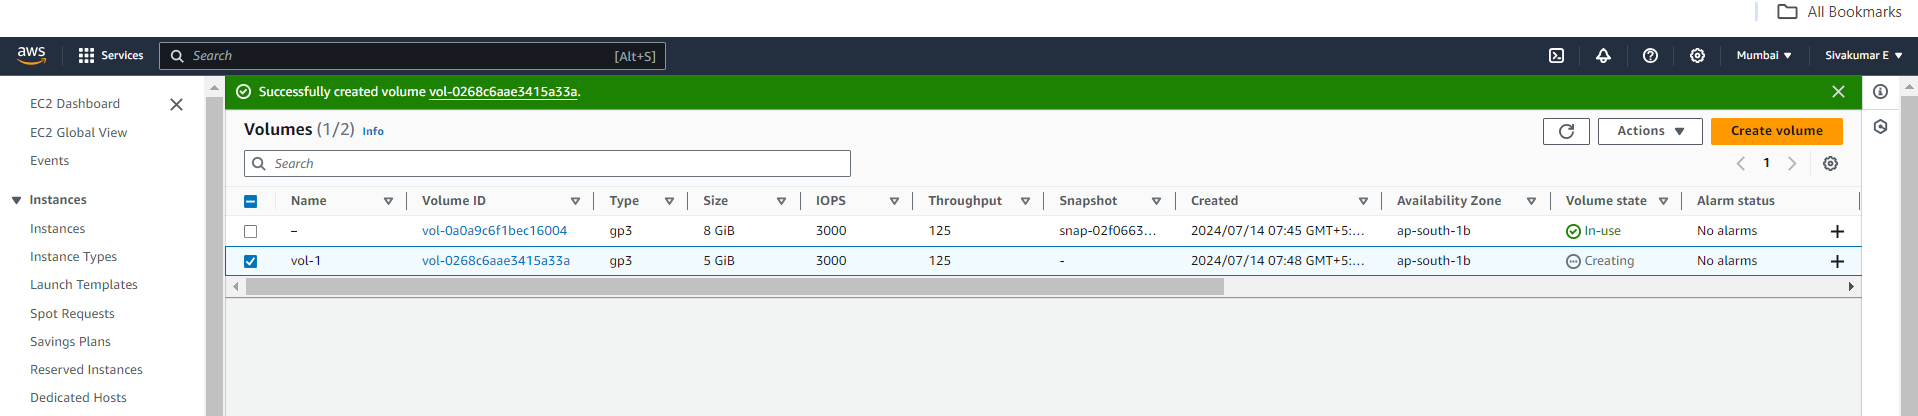 All Bookmarks
aws Services Search [Alt+S] Mumbai Sivakumar E
EC2 Dashboard
EC2 Global View
Events
Instances
Instances
Instance Types
Launch Templates
Spot Requests
Savings Plans
Reserved Instances
Dedicated Hosts
Successfully created volume vol-0268c6aae3415a33a.
Volumes (1/2) Info Actions Create volume
Search 1
Name Volume ID Type Size IOPS Throughput Snapshot Created Availability Zone Volume state Alarm status
– vol-0a0a9c6f1bec16004 gp3 8 GiB 3000 125 snap-02f0663... 2024/07/14 07:45 GMT+5:... ap-south-1b In-use No alarms +
vol-1 vol-0268c6aae3415a33a gp3 5 GiB 3000 125 - 2024/07/14 07:48 GMT+5:... ap-south-1b Creating No alarms +